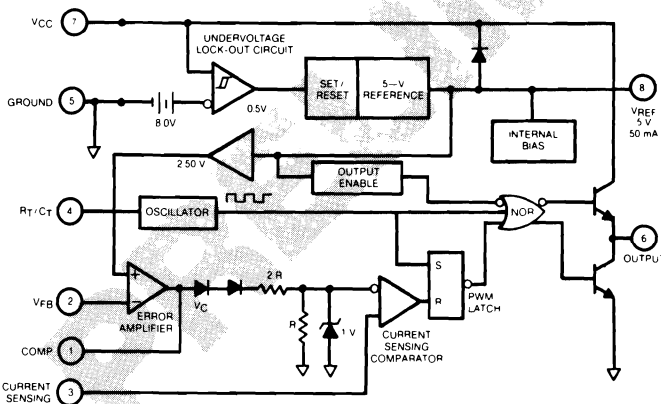 VCC 7
UNDERVOLTAGE
LOCK-OUT CIRCUIT
GROUND 5
8.0V
0.5V
SET/
RESET
5-V
REFERENCE
8
VREF
5 V
50 mA
INTERNAL
BIAS
2.50 V
OUTPUT
ENABLE
RT/CT 4
OSCILLATOR
NOR
6
OUTPUT
S
R
PWM
LATCH
+
−
VFB 2
ERROR
AMPLIFIER
VC
2 R
R
1 V
CURRENT
SENSING
COMPARATOR
COMP 1
CURRENT
SENSING 3